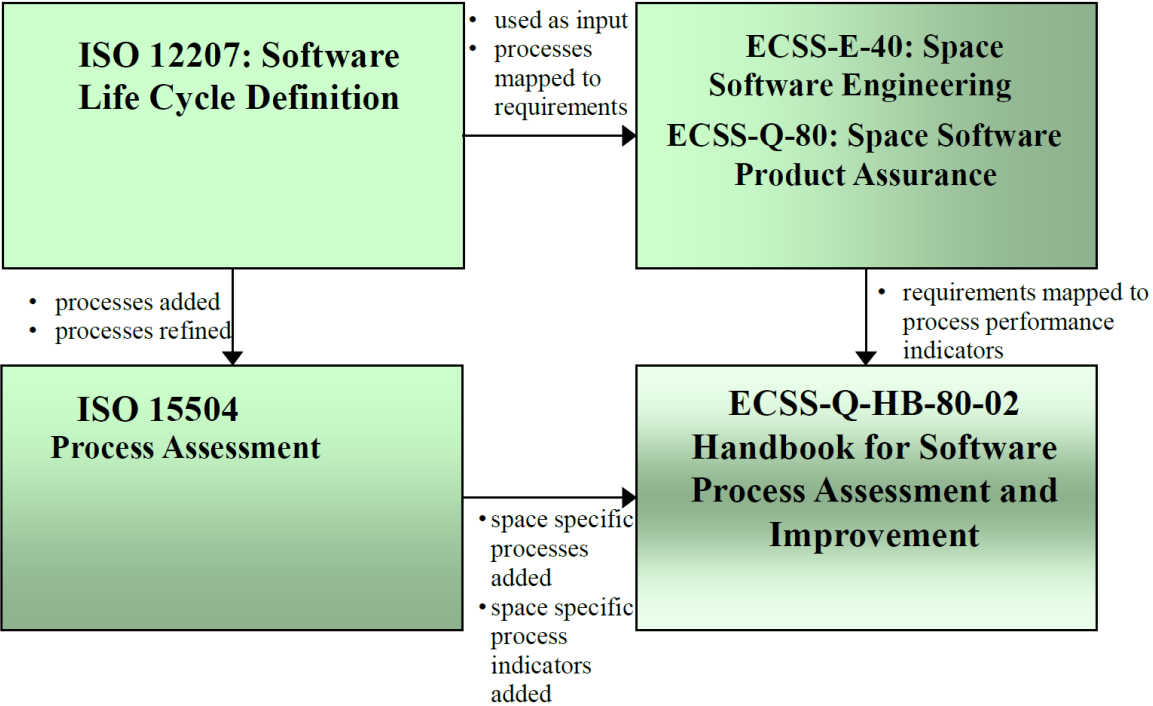 ISO 12207: Software
Life Cycle Definition
• used as input
• processes
mapped to
requirements
ECSS-E-40: Space
Software Engineering
ECSS-Q-80: Space Software
Product Assurance
• processes added
• processes refined
• requirements mapped to
process performance
indicators
ISO 15504
Process Assessment
• space specific
processes
added
• space specific
process
indicators
added
ECSS-Q-HB-80-02
Handbook for Software
Process Assessment and
Improvement